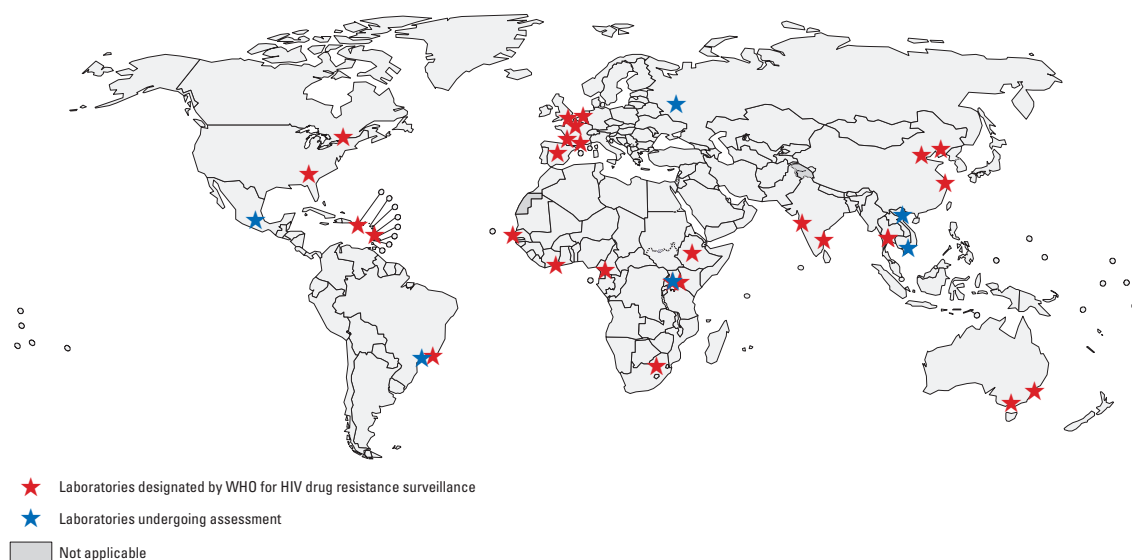 Laboratories designated by WHO for HIV drug resistance surveillance
Laboratories undergoing assessment
Not applicable